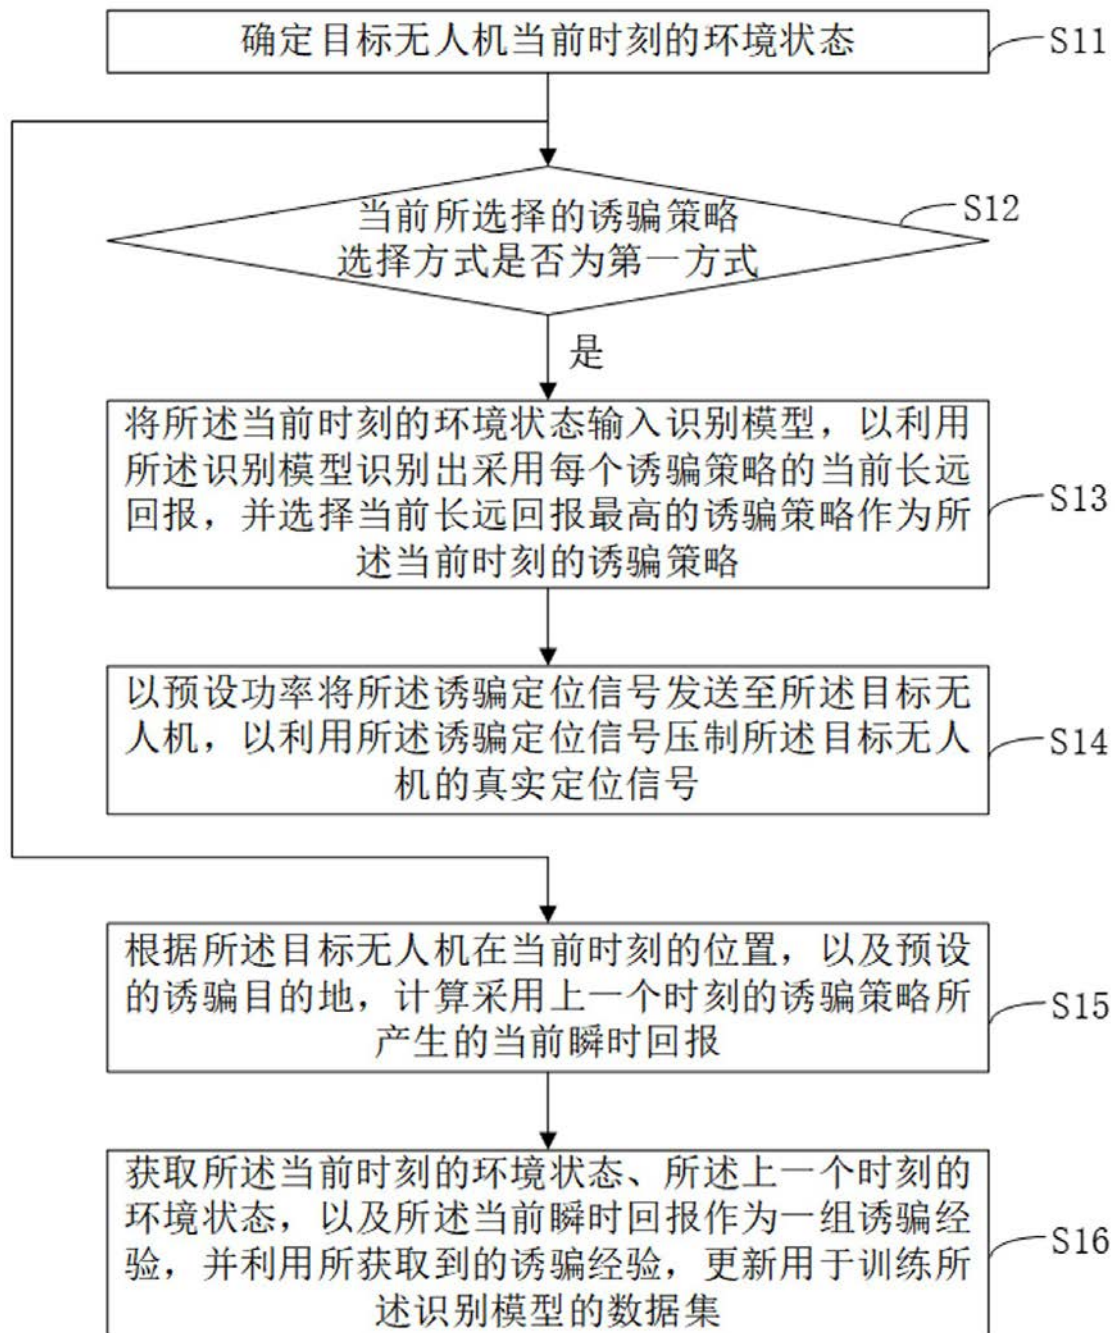 确定目标无人机当前时刻的环境状态
S11
当前所选择的诱骗策略
选择方式是否为第一方式
S12
是
将所述当前时刻的环境状态输入识别模型，以利用
所述识别模型识别出采用每个诱骗策略的当前长远
回报，并选择当前长远回报最高的诱骗策略作为所
述当前时刻的诱骗策略
S13
以预设功率将所述诱骗定位信号发送至所述目标无
人机，以利用所述诱骗定位信号压制所述目标无人
机的真实定位信号
S14
根据所述目标无人机在当前时刻的位置，以及预设
的诱骗目的地，计算采用上一个时刻的诱骗策略所
产生的当前瞬时回报
S15
获取所述当前时刻的环境状态、所述上一个时刻的
环境状态，以及所述当前瞬时回报作为一组诱骗经
验，并利用所获取到的诱骗经验，更新用于训练所
述识别模型的数据集
S16